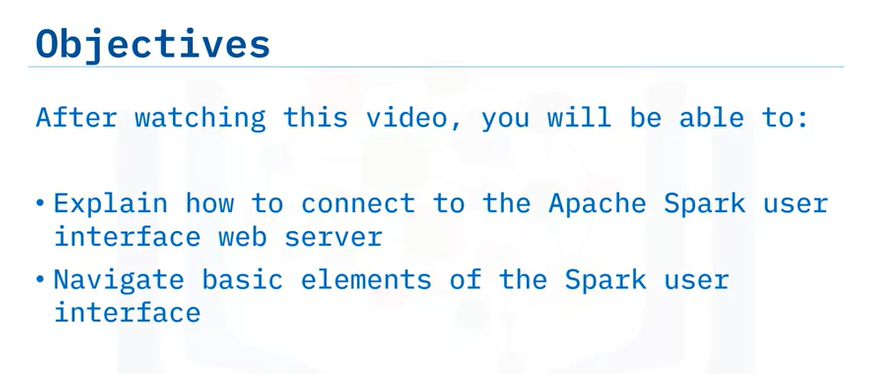 Objectives
After watching this video, you will be able to:
• Explain how to connect to the Apache Spark user
interface web server
• Navigate basic elements of the Spark user
interface